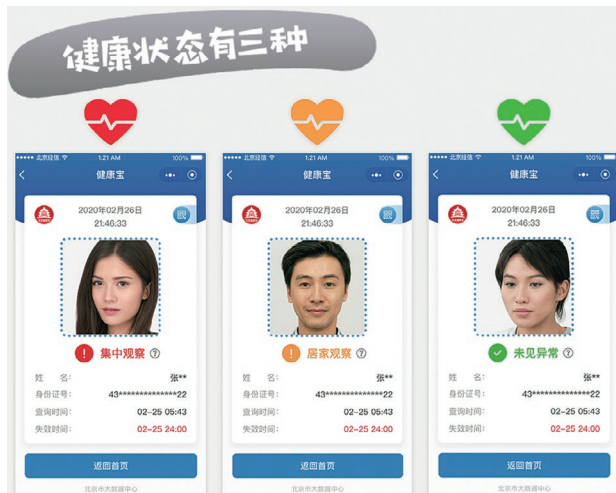 健康状态有三种
北京经信 1:21 AM 100%
健康宝
2020年02月26日
21:46:33
集中观察
姓 名： 张**
身份证号： 43**************22
查询时间： 02-25 05:43
失效时间： 02-25 24:00
返回首页
北京市大数据中心
北京经信 1:21 AM 100%
健康宝
2020年02月26日
21:46:33
居家观察
姓 名： 张**
身份证号： 43**************22
查询时间： 02-25 05:43
失效时间： 02-25 24:00
返回首页
北京市大数据中心
北京经信 1:21 AM 100%
健康宝
2020年02月26日
21:46:33
未见异常
姓 名： 张**
身份证号： 43**************22
查询时间： 02-25 05:43
失效时间： 02-25 24:00
返回首页
北京市大数据中心